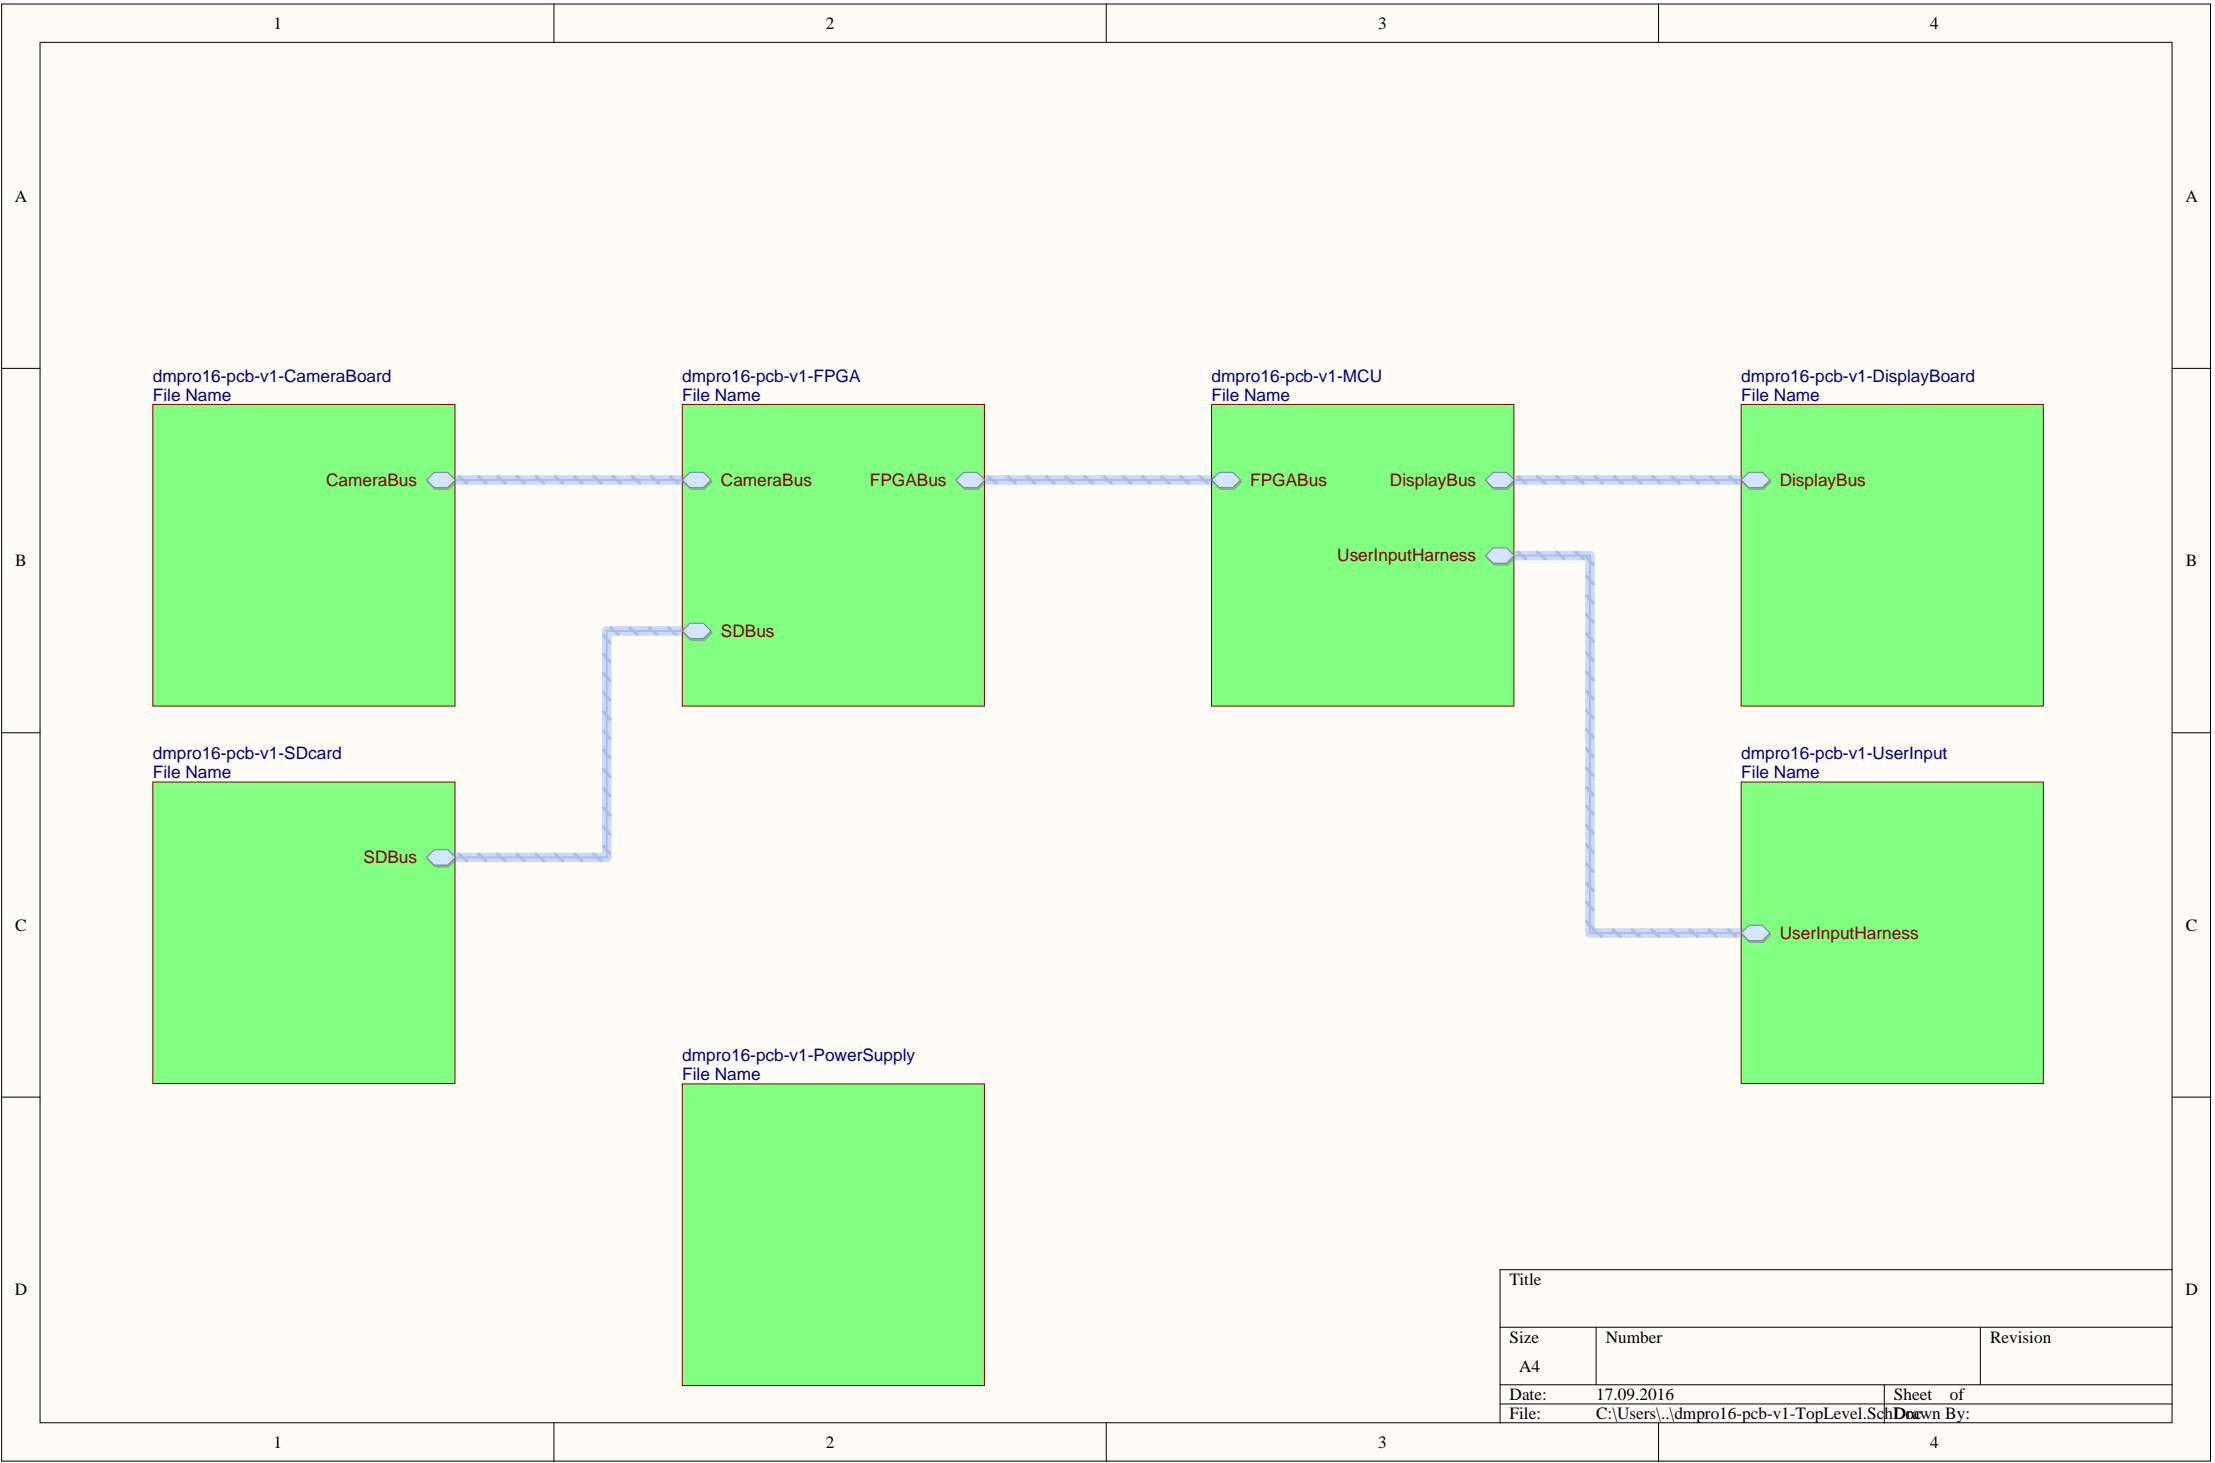 1 2 3 4
A A
dmpro16-pcb-v1-CameraBoard
File Name
CameraBus
dmpro16-pcb-v1-FPGA
File Name
CameraBus FPGABus
SDBus
dmpro16-pcb-v1-MCU
File Name
FPGABus DisplayBus
UserInputHarness
dmpro16-pcb-v1-DisplayBoard
File Name
DisplayBus
B B
dmpro16-pcb-v1-SDcard
File Name
SDBus
dmpro16-pcb-v1-UserInput
File Name
UserInputHarness
C C
dmpro16-pcb-v1-PowerSupply
File Name
D D
Title
Size Number Revision
A4
Date: 17.09.2016 Sheet of
File: C:\Users\..\dmpro16-pcb-v1-TopLevel.SchDoc Drawn By:
1 2 3 4